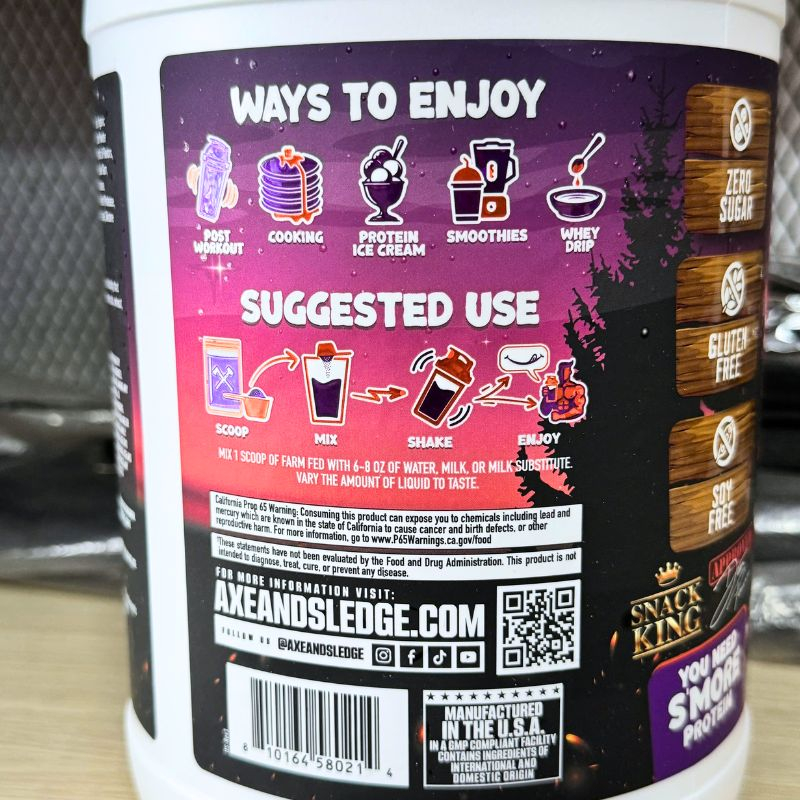 WAYS TO ENJOY
POST WORKOUT
COOKING
PROTEIN ICE CREAM
SMOOTHIES
WHEY DRIP
SUGGESTED USE
SCOOP
MIX
SHAKE
ENJOY
MIX 1 SCOOP OF FARM FED WITH 6-8 OZ OF WATER, MILK, OR MILK SUBSTITUTE.
VARY THE AMOUNT OF LIQUID TO TASTE.
California Prop 65 Warning: Consuming this product can expose you to chemicals including lead and
mercury which are known in the state of California to cause cancer and birth defects, or other
reproductive harm. For more information, go to www.P65Warnings.ca.gov/food
*These statements have not been evaluated by the Food and Drug Administration. This product is not
intended to diagnose, treat, cure, or prevent any disease.
FOR MORE INFORMATION VISIT:
AXEANDSLEDGE.COM
FOLLOW US @AXEANDSLEDGE
8 10164 58021 4
★★★★★★★★★★
MANUFACTURED
IN THE U.S.A.
IN A GMP COMPLIANT FACILITY
CONTAINS INGREDIENTS OF
INTERNATIONAL AND
DOMESTIC ORIGIN
ZERO
SUGAR
GLUTEN
FREE
SOY
FREE
SNACK
KING
APPROVED
YOU NEED
S'MORE
PROTEIN